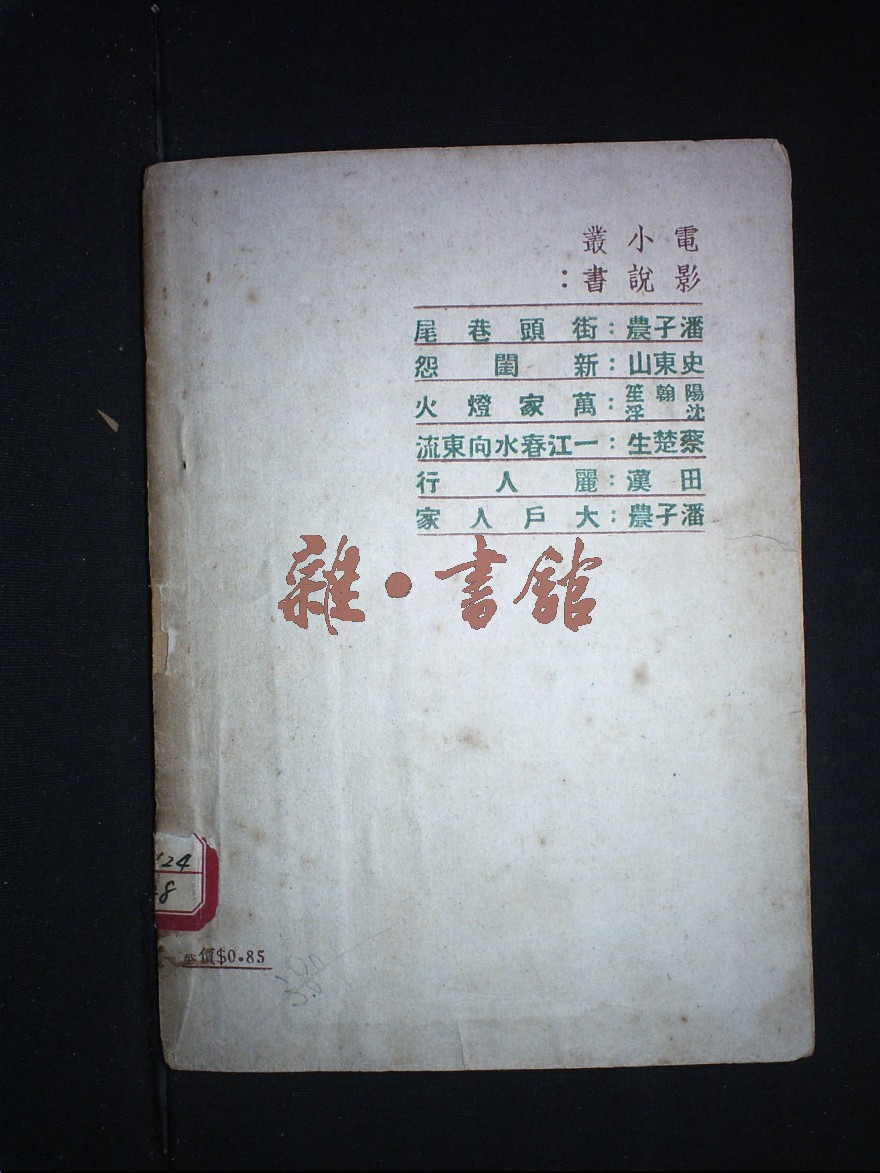 電影小說叢書：
潘子農：街頭巷尾
史東山：新閨怨
陽翰笙 沈浮：萬家燈火
蔡楚生：一江春水向東流
田漢：麗人行
潘子農：大戶人家
雜·書館
124
8
價$0.85